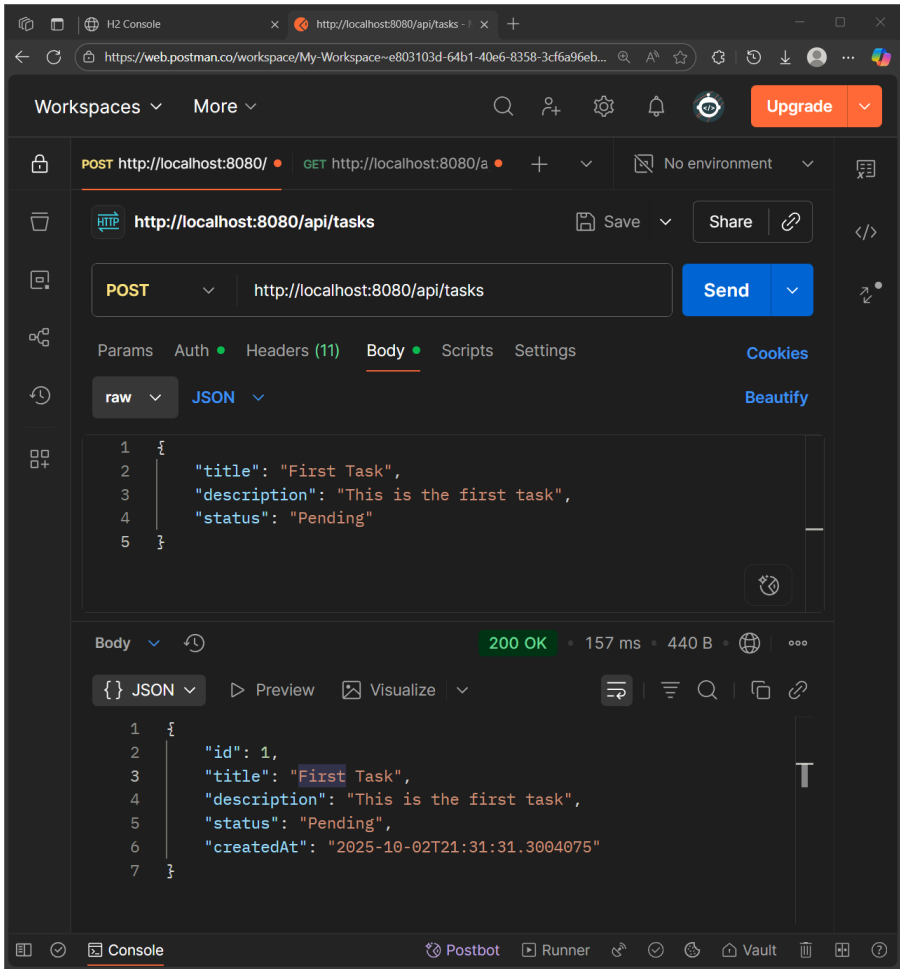 H2 Console
http://localhost:8080/api/tasks -
https://web.postman.co/workspace/My-Workspace~e803103d-64b1-40e6-8358-3cf6a96eb...
Workspaces More Upgrade
POST http://localhost:8080/ GET http://localhost:8080/a No environment
HTTP http://localhost:8080/api/tasks Save Share
POST http://localhost:8080/api/tasks Send
Params Auth Headers (11) Body Scripts Settings Cookies
raw JSON Beautify
1 {
2 "title": "First Task",
3 "description": "This is the first task",
4 "status": "Pending"
5 }
Body 200 OK 157 ms 440 B
{} JSON Preview Visualize
1 {
2 "id": 1,
3 "title": "First Task",
4 "description": "This is the first task",
5 "status": "Pending",
6 "createdAt": "2025-10-02T21:31:31.3004075"
7 }
Console Postbot Runner Vault